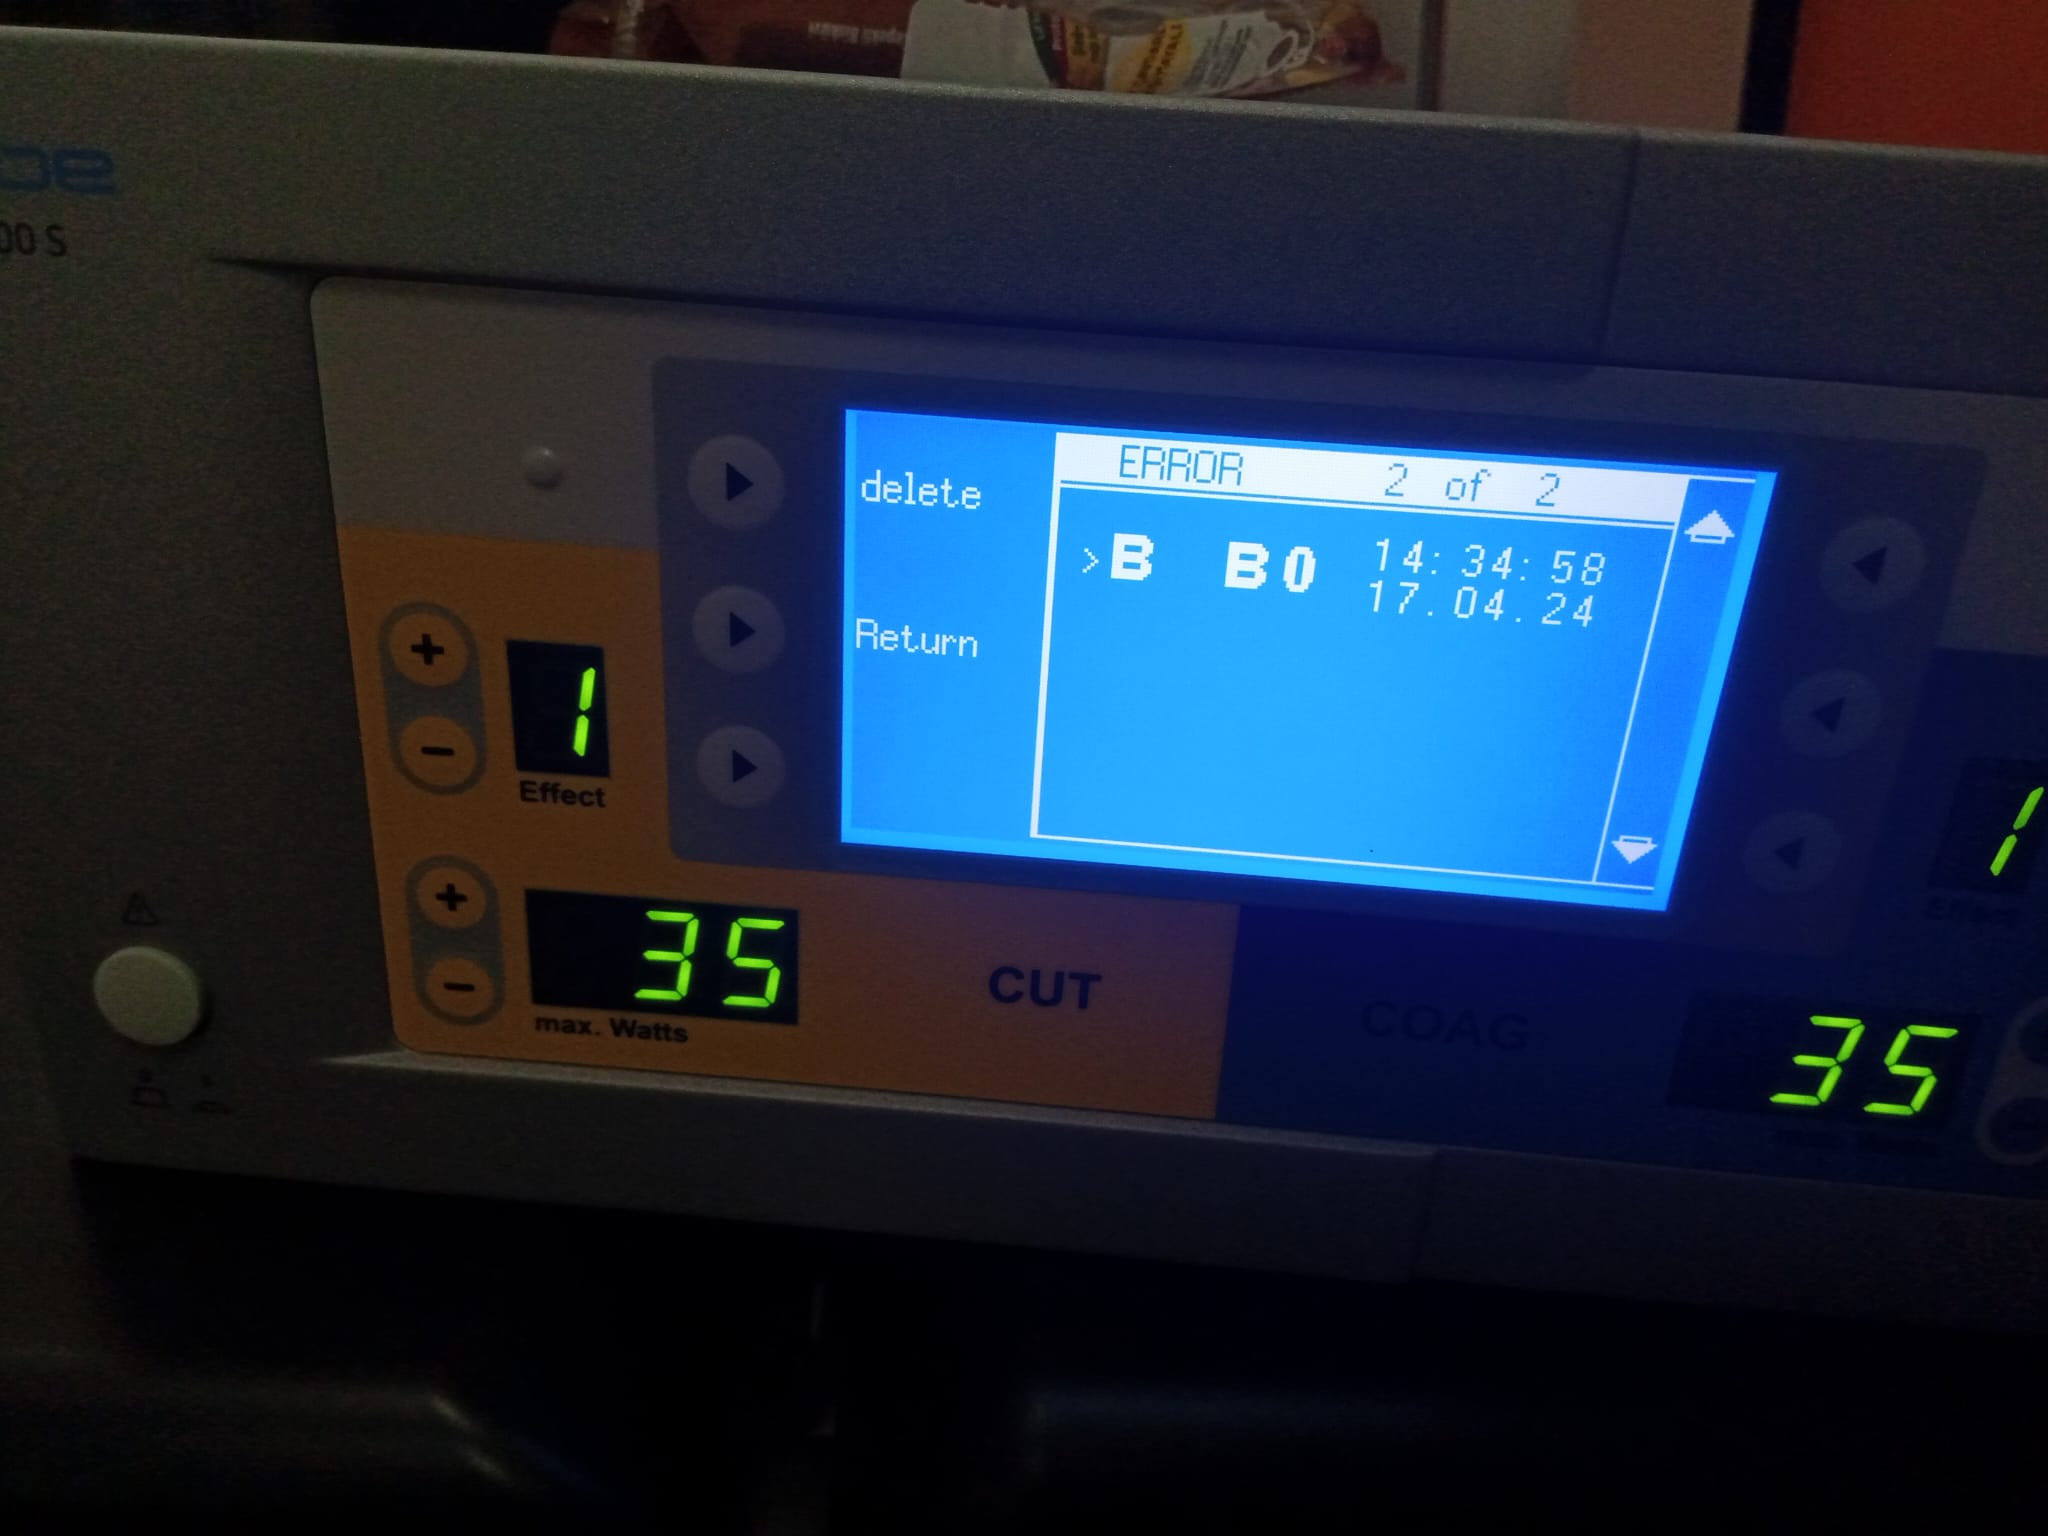 00 S
delete
ERROR 2 of 2
>B B0 14:34:58
17.04.24
Return
1
Effect
35
max. Watts
CUT
COAG
1
Effect
35